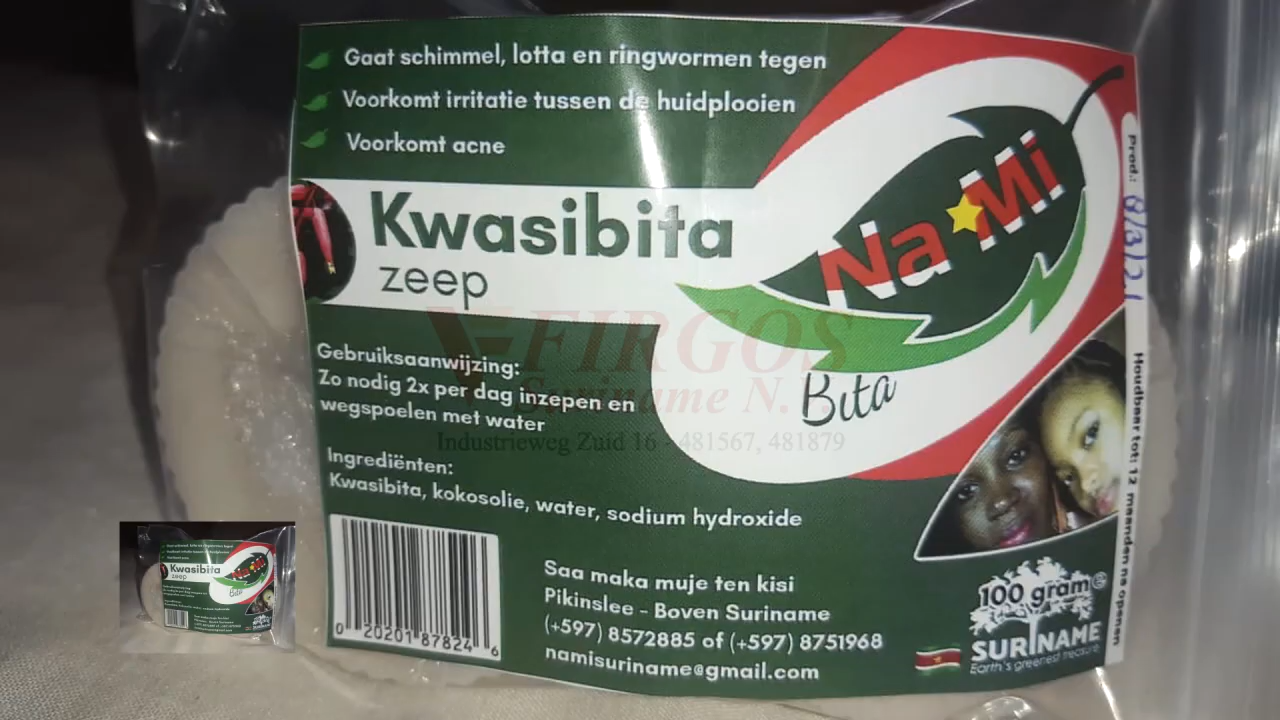 Gaat schimmel, lotta en ringwormen tegen
Voorkomt irritatie tussen de huidplooien
Voorkomt acne
Kwasibita
zeep
Na Mi
Bita
Gebruiksaanwijzing:
Zo nodig 2x per dag inzepen en
wegspoelen met water
Ingrediënten:
Kwasibita, kokosolie, water, sodium hydroxide
Saa maka muje ten kisi
Pikinslee - Boven Suriname
(+597) 8572885 of (+597) 8751968
namisuriname@gmail.com
0 20201 87824 6
100 gram e
SURINAME
Earth's greenest treasure
Prod.: 8/3/21
Houdbaar tot: 12 maanden na openen
FIRGOS
Suriname N.
Industrieweg Zuid 16 - 481567, 481879